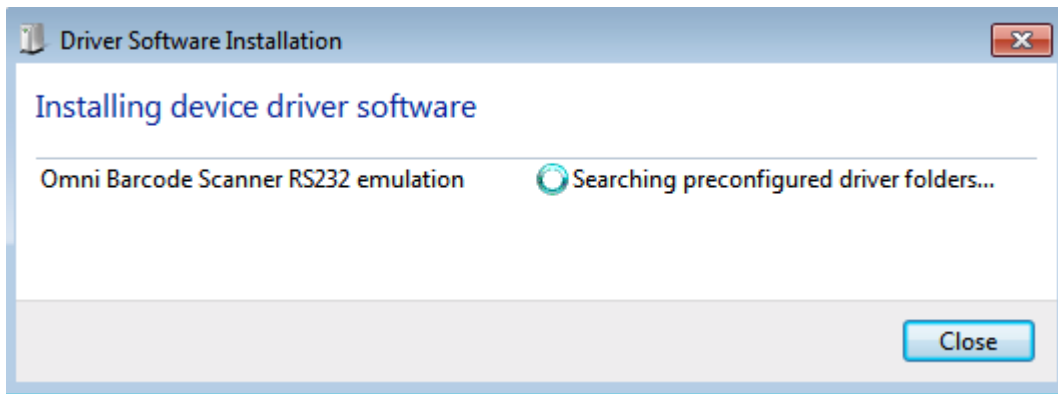 Driver Software Installation
Installing device driver software
Omni Barcode Scanner RS232 emulation Searching preconfigured driver folders...
Close